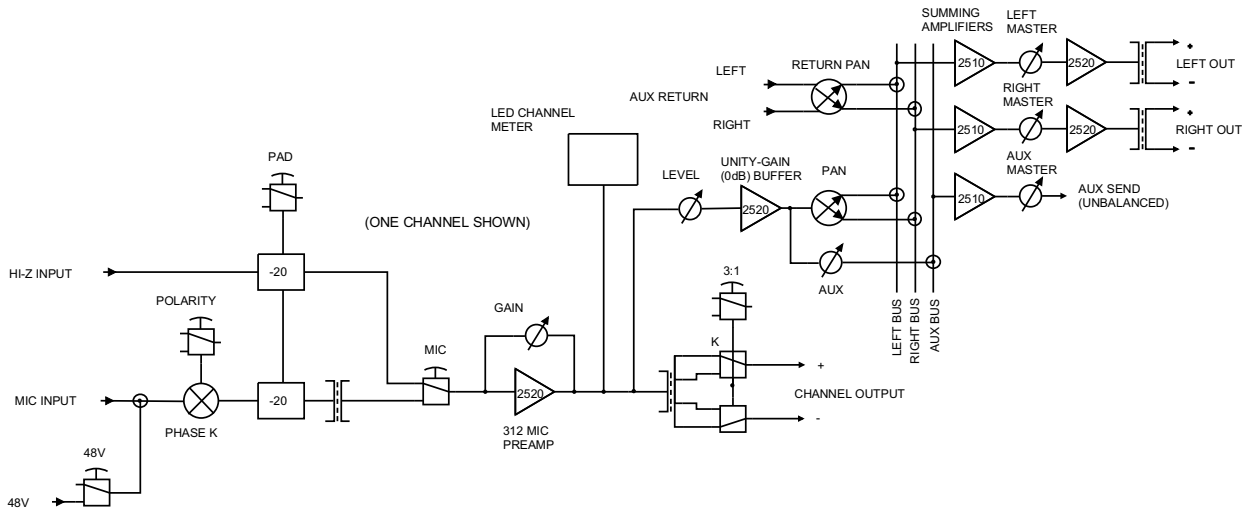 SUMMING
AMPLIFIERS
LEFT
MASTER
2510
2520
+
LEFT OUT
-
RIGHT
MASTER
2510
2520
+
RIGHT OUT
-
AUX
MASTER
2510
AUX SEND
(UNBALANCED)
LEFT
RETURN PAN
AUX RETURN
RIGHT
LED CHANNEL
METER
LEVEL
UNITY-GAIN
(0dB) BUFFER
2520
PAN
AUX
LEFT BUS
RIGHT BUS
AUX BUS
PAD
(ONE CHANNEL SHOWN)
HI-Z INPUT
-20
POLARITY
GAIN
MIC
2520
312 MIC
PREAMP
3:1
K
+
CHANNEL OUTPUT
-
MIC INPUT
PHASE K
-20
48V
48V